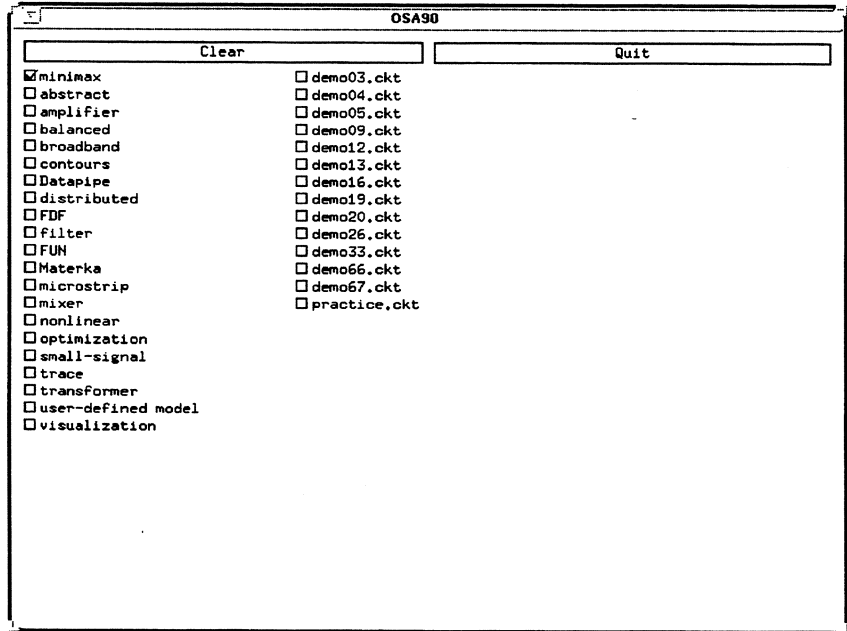 OSA90
Clear
Quit
minimax
abstract
amplifier
balanced
broadband
contours
Datapipe
distributed
FDF
filter
FUN
Materka
microstrip
mixer
nonlinear
optimization
small-signal
trace
transformer
user-defined model
visualization
demo03.ckt
demo04.ckt
demo05.ckt
demo09.ckt
demo12.ckt
demo13.ckt
demo16.ckt
demo19.ckt
demo20.ckt
demo26.ckt
demo33.ckt
demo66.ckt
demo67.ckt
practice.ckt